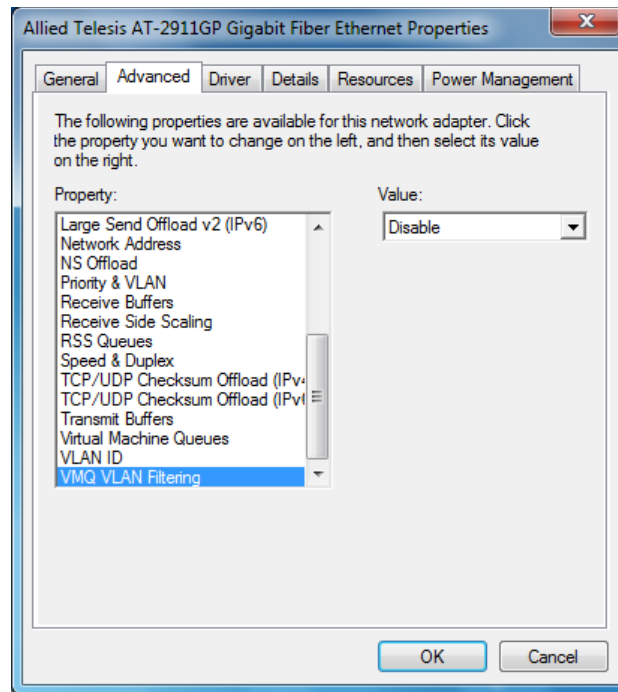 Allied Telesis AT-2911GP Gigabit Fiber Ethernet Properties
General Advanced Driver Details Resources Power Management
The following properties are available for this network adapter. Click
the property you want to change on the left, and then select its value
on the right.
Property: Value:
Large Send Offload v2 (IPv6) Disable
Network Address
NS Offload
Priority & VLAN
Receive Buffers
Receive Side Scaling
RSS Queues
Speed & Duplex
TCP/UDP Checksum Offload (IPv4
TCP/UDP Checksum Offload (IPv6
Transmit Buffers
Virtual Machine Queues
VLAN ID
VMQ VLAN Filtering
OK Cancel